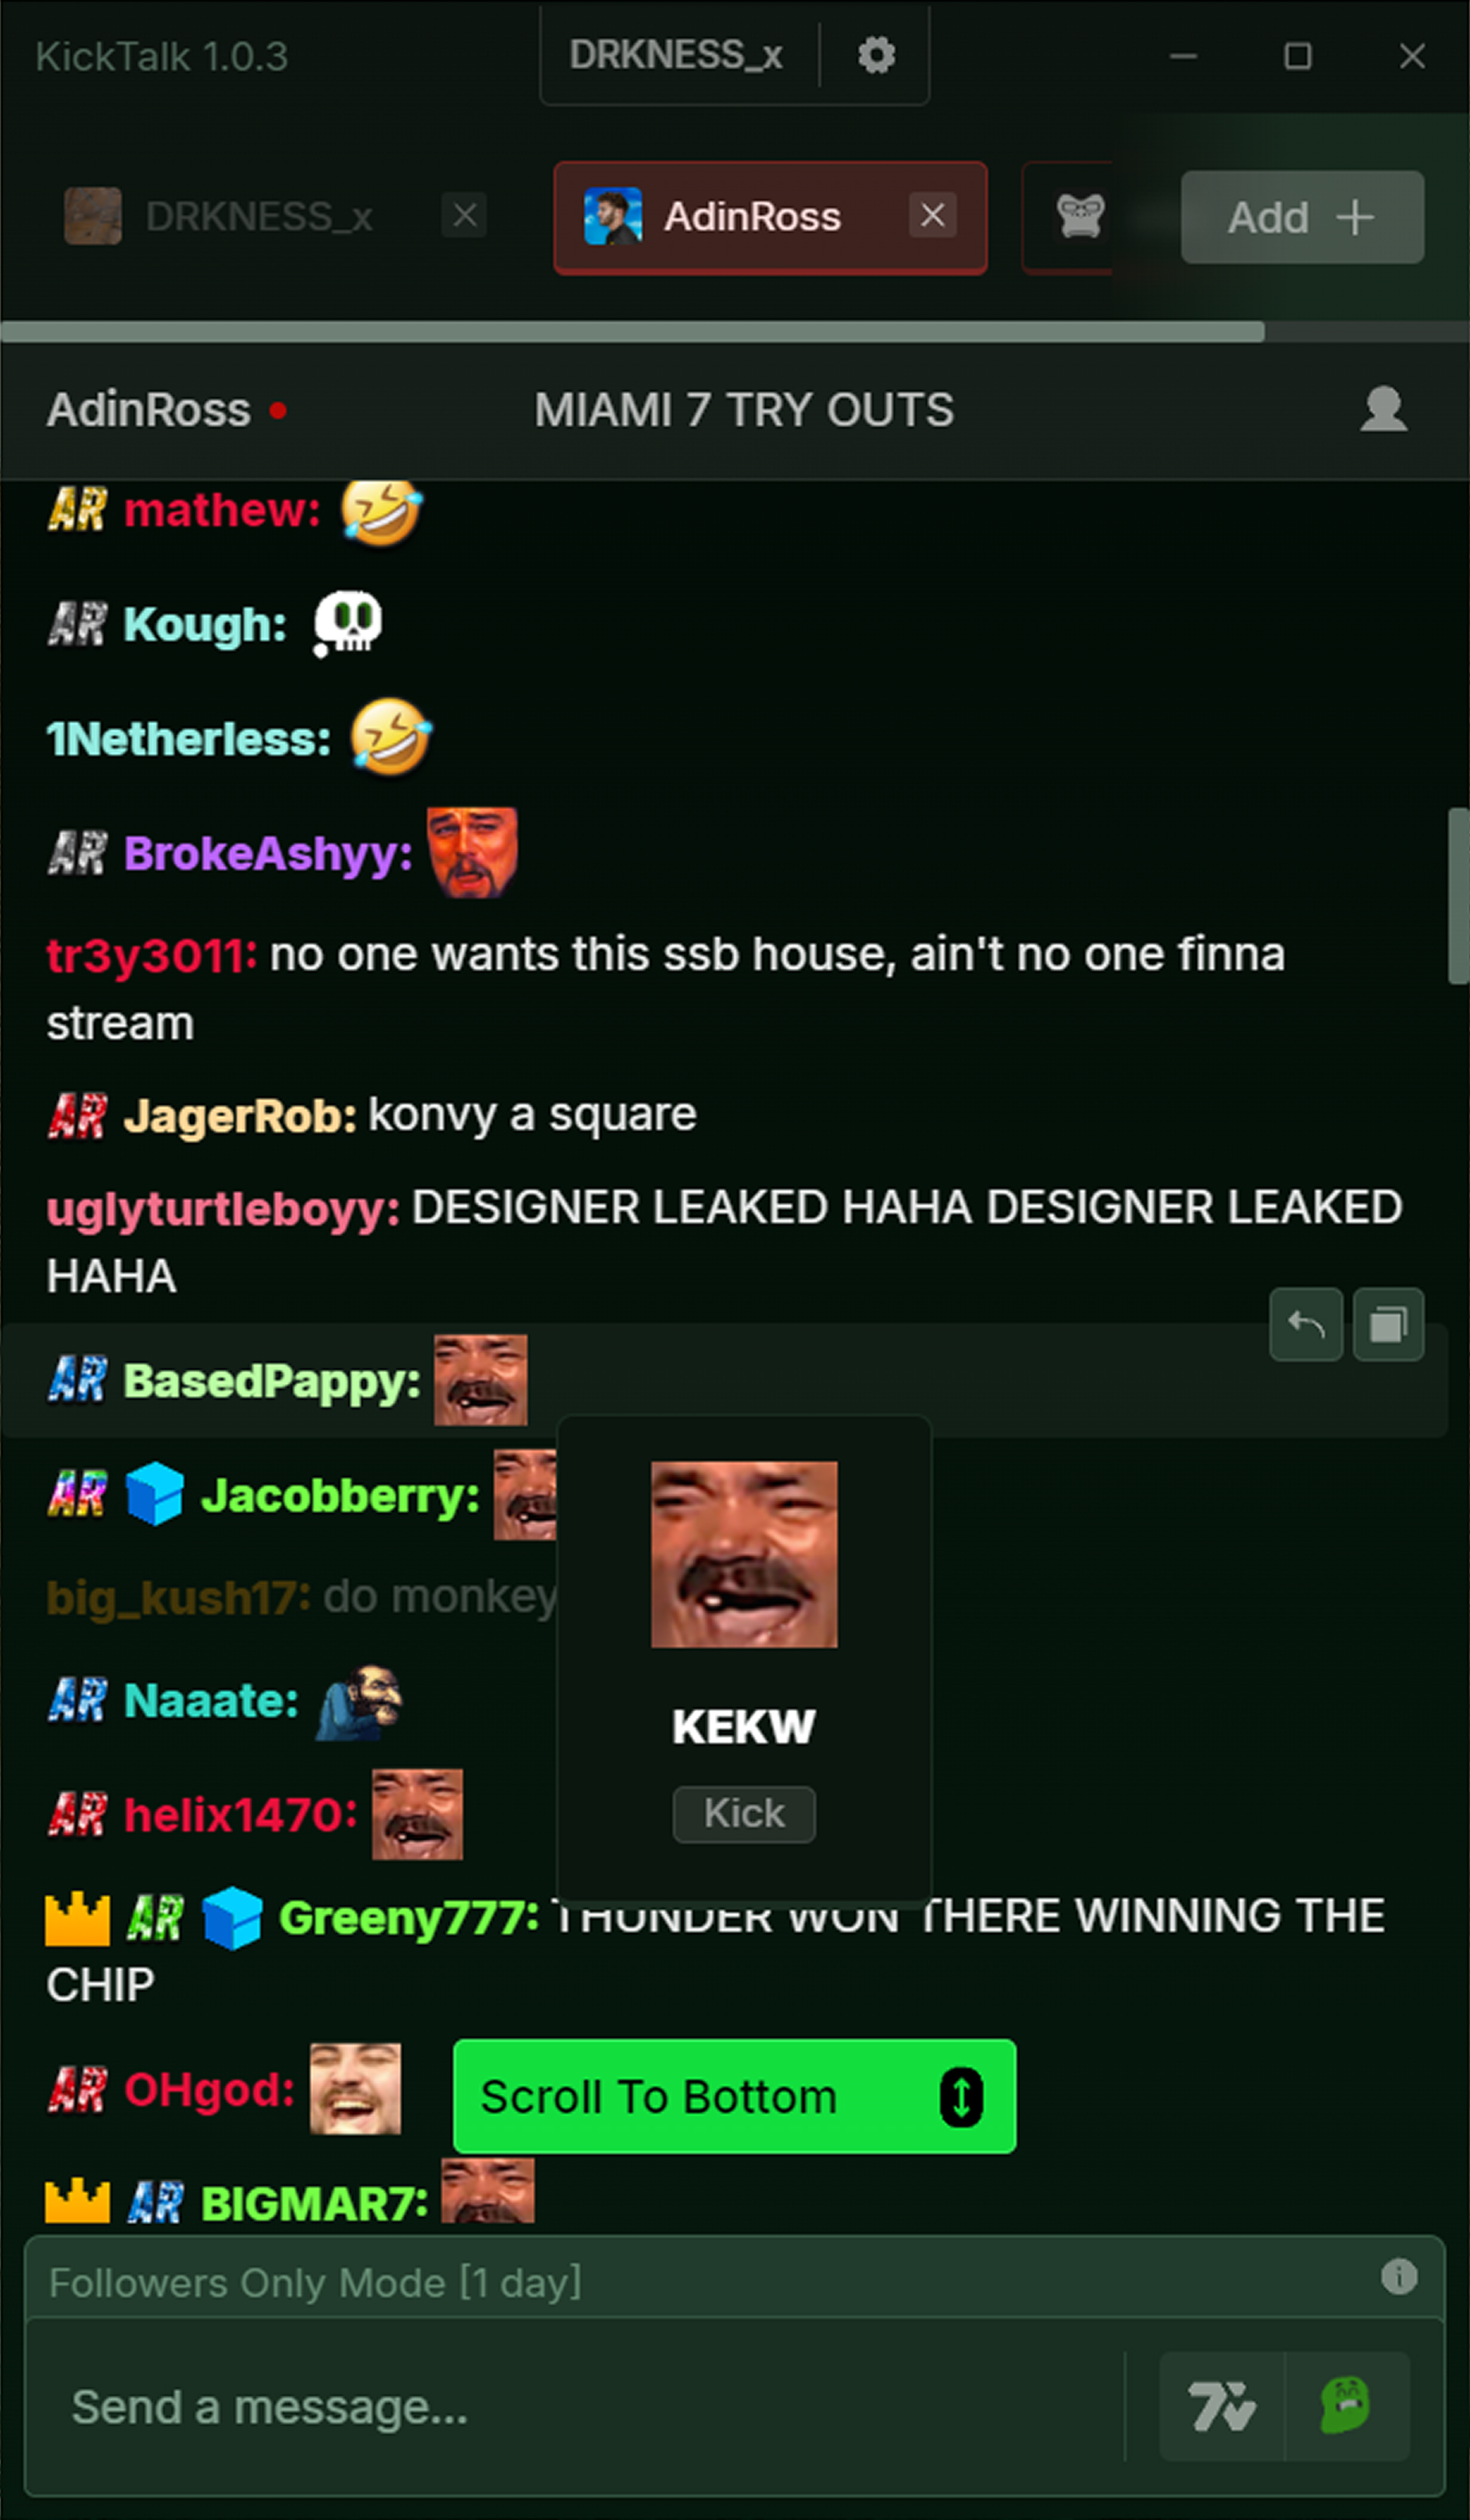 KickTalk 1.0.3
DRKNESS_x
DRKNESS_x
AdinRoss
Add
AdinRoss
MIAMI 7 TRY OUTS
AR mathew:
AR Kough:
1Netherless:
AR BrokeAshyy:
tr3y3011: no one wants this ssb house, ain't no one finna
stream
AR JagerRob: konvy a square
uglyturtleboyy: DESIGNER LEAKED HAHA DESIGNER LEAKED
HAHA
AR BasedPappy:
AR Jacobberry:
big_kush17: do monkey
AR Naaate:
AR helix1470:
KEKW
Kick
AR Greeny777: THUNDER WON THERE WINNING THE
CHIP
AR OHgod:
Scroll To Bottom
AR BIGMAR7:
Followers Only Mode [1 day]
Send a message...
7TV